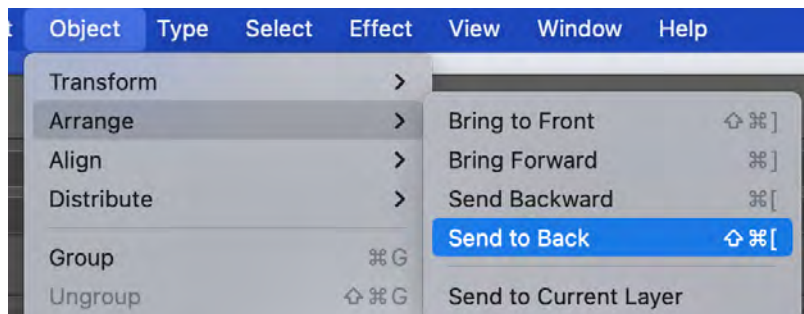 Object Type Select Effect View Window Help
Transform >
Arrange >
Align >
Distribute >
Group ⌘G
Ungroup ⇧⌘G
Bring to Front ⇧⌘]
Bring Forward ⌘]
Send Backward ⌘[
Send to Back ⇧⌘[
Send to Current Layer